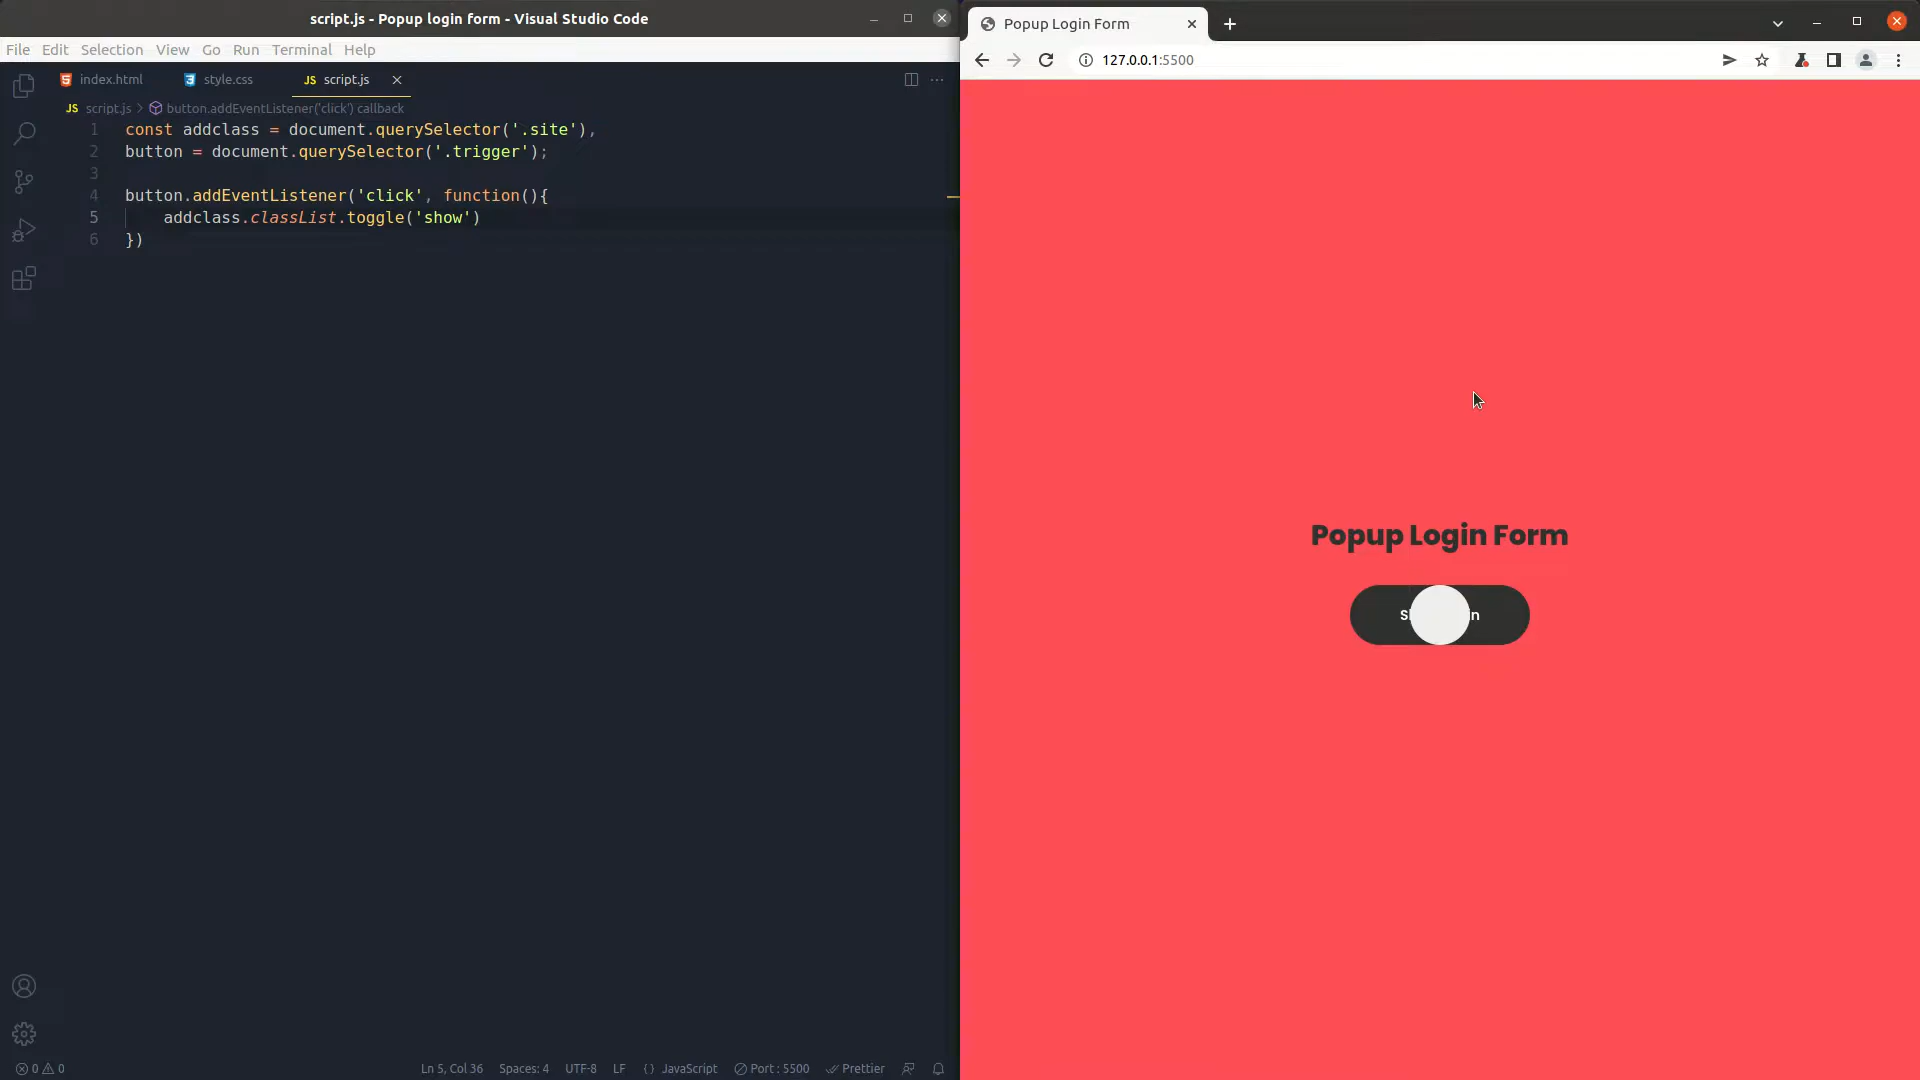 script.js - Popup login form - Visual Studio Code
File Edit Selection View Go Run Terminal Help
index.html style.css JS script.js
JS script.js > button.addEventListener('click') callback
1 const addclass = document.querySelector('.site'),
2 button = document.querySelector('.trigger');
3
4 button.addEventListener('click', function(){
5 addclass.classList.toggle('show')
6 })
0 0 Ln 5, Col 36 Spaces: 4 UTF-8 LF {} JavaScript Port : 5500 Prettier
Popup Login Form
127.0.0.1:5500
Popup Login Form